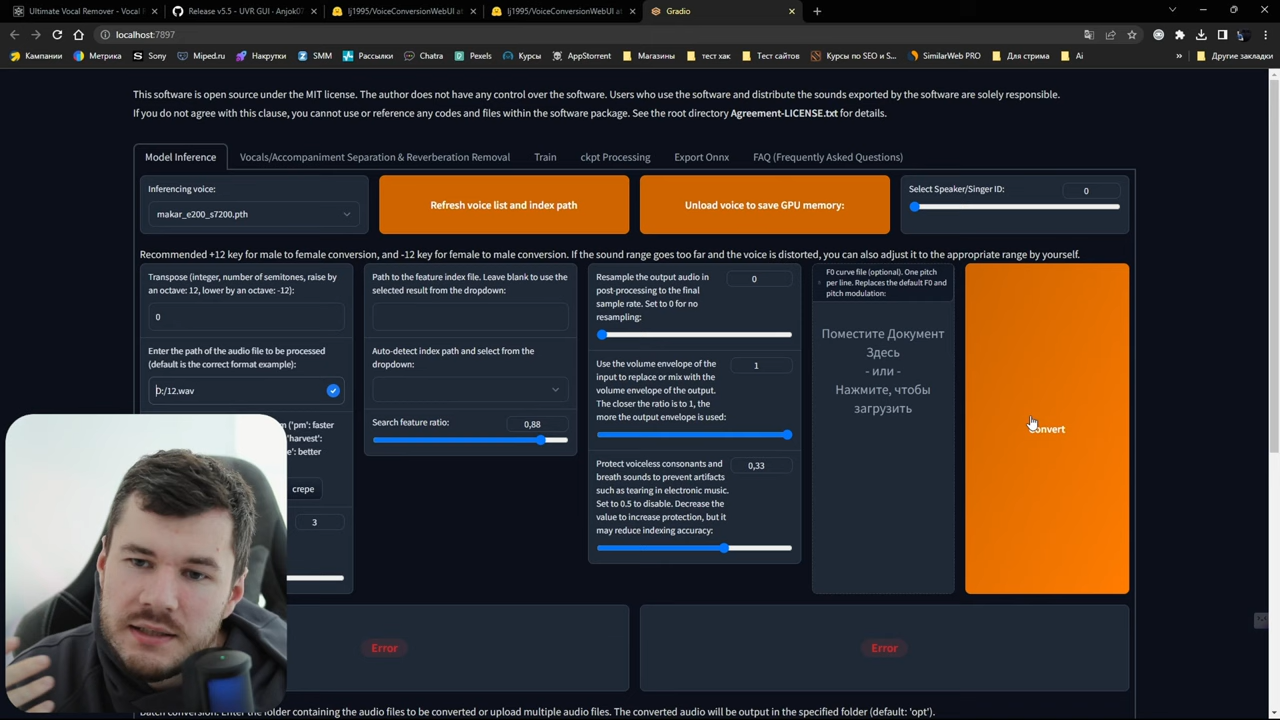 Ultimate Vocal Remover - Vocal R
Release v5.5 - UVR GUI - Anjok07
lj1995/VoiceConversionWebUI at
lj1995/VoiceConversionWebUI at
Gradio
localhost:7897
Кампании
Метрика
Sony
Miped.ru
Накрутки
SMM
Рассылки
Chatra
Pexels
Курсы
AppStorrent
Магазины
тест хак
Тест сайтов
Курсы по SEO и S...
SimilarWeb PRO
Для стрима
Ai
Другие закладки
This software is open source under the MIT license. The author does not have any control over the software. Users who use the software and distribute the sounds exported by the software are solely responsible.
If you do not agree with this clause, you cannot use or reference any codes and files within the software package. See the root directory Agreement-LICENSE.txt for details.
Model Inference
Vocals/Accompaniment Separation & Reverberation Removal
Train
ckpt Processing
Export Onnx
FAQ (Frequently Asked Questions)
Inferencing voice:
makar_e200_s7200.pth
Refresh voice list and index path
Unload voice to save GPU memory:
Select Speaker/Singer ID:
0
Recommended +12 key for male to female conversion, and -12 key for female to male conversion. If the sound range goes too far and the voice is distorted, you can also adjust it to the appropriate range by yourself.
Transpose (integer, number of semitones, raise by
an octave: 12, lower by an octave: -12):
0
Enter the path of the audio file to be processed
(default is the correct format example):
D:/12.wav
m ('pm': faster
'harvest':
': better
crepe
3
Path to the feature index file. Leave blank to use the
selected result from the dropdown:
Auto-detect index path and select from the
dropdown:
Search feature ratio:
0,88
Resample the output audio in
post-processing to the final
sample rate. Set to 0 for no
resampling:
0
Use the volume envelope of the
input to replace or mix with the
volume envelope of the output.
The closer the ratio is to 1, the
more the output envelope is used:
1
Protect voiceless consonants and
breath sounds to prevent artifacts
such as tearing in electronic music.
Set to 0.5 to disable. Decrease the
value to increase protection, but it
may reduce indexing accuracy:
0,33
F0 curve file (optional). One pitch
per line. Replaces the default F0 and
pitch modulation:
Поместите Документ
Здесь
- или -
Нажмите, чтобы
загрузить
Convert
Error
Error
Batch conversion. Enter the folder containing the audio files to be converted or upload multiple audio files. The converted audio will be output in the specified folder (default: 'opt').